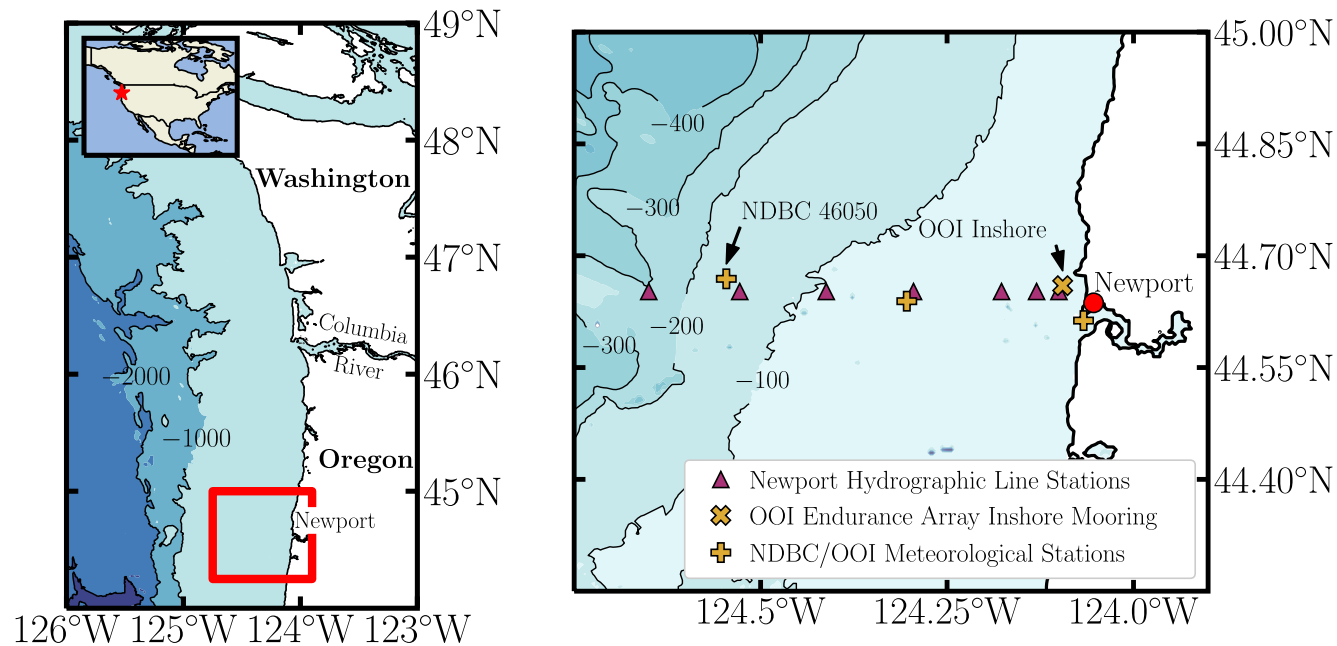 49°N
48°N
Washington
47°N
Columbia
River
46°N
−2000
−1000
Oregon
45°N
Newport
126°W
125°W
124°W
123°W
45.00°N
−400
44.85°N
−300
NDBC 46050
OOI Inshore
44.70°N
Newport
−200
−300
−100
44.55°N
44.40°N
Newport Hydrographic Line Stations
OOI Endurance Array Inshore Mooring
NDBC/OOI Meteorological Stations
124.5°W
124.25°W
124.0°W